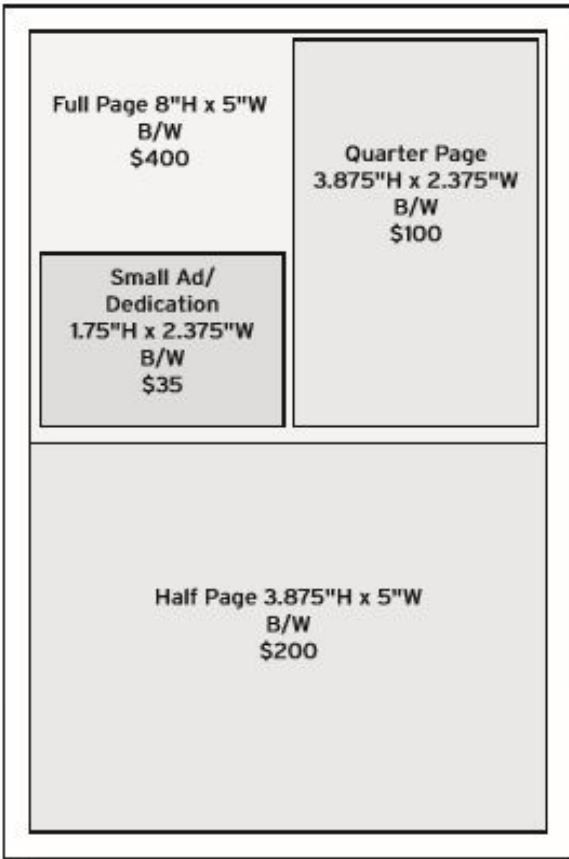 Full Page 8"H x 5"W
B/W
$400
Quarter Page
3.875"H x 2.375"W
B/W
$100
Small Ad/
Dedication
1.75"H x 2.375"W
B/W
$35
Half Page 3.875"H x 5"W
B/W
$200